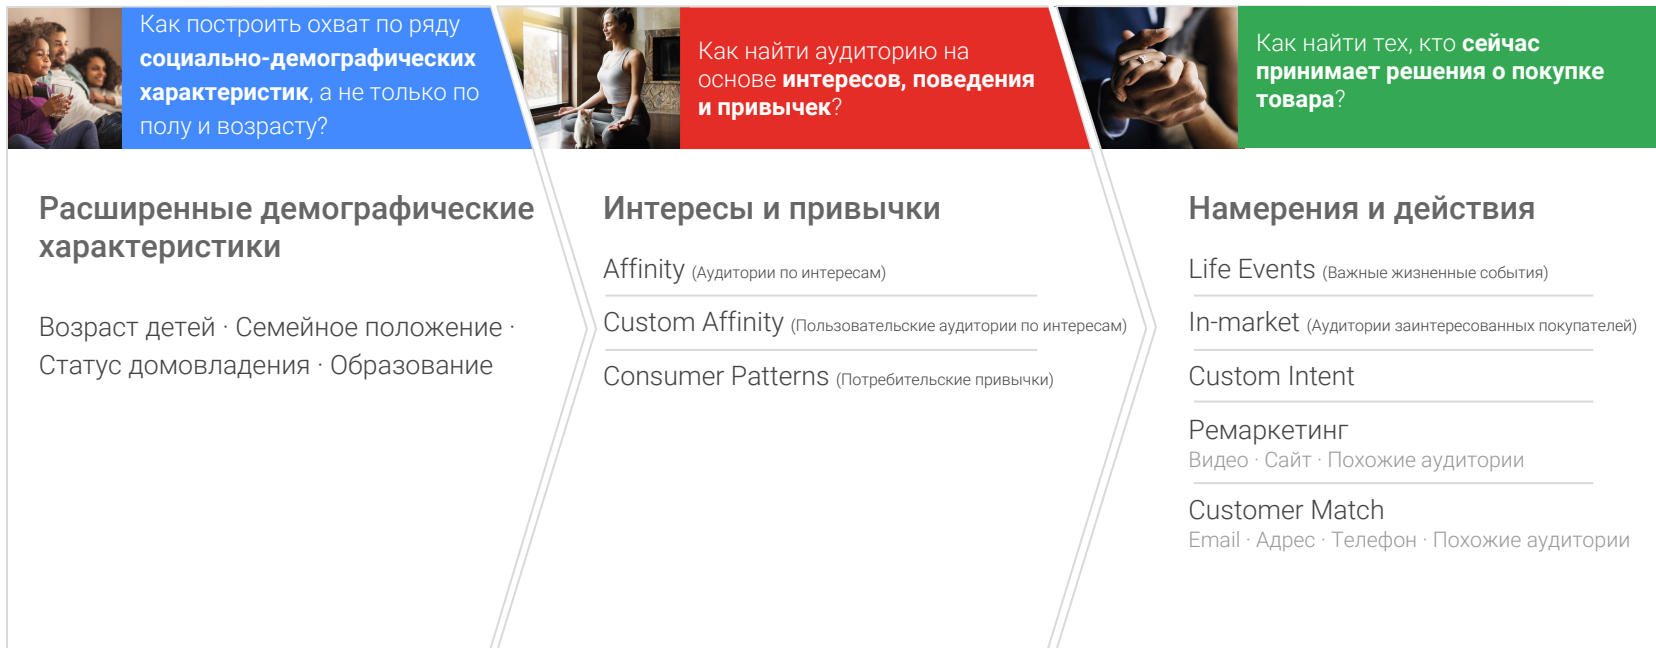 Как построить охват по ряду
социально-демографических
характеристик, а не только по
полу и возрасту?
Как найти аудиторию на
основе интересов, поведения
и привычек?
Как найти тех, кто сейчас
принимает решения о покупке
товара?
Расширенные демографические
характеристики
Возраст детей · Семейное положение ·
Статус домовладения · Образование
Интересы и привычки
Affinity (Аудитории по интересам)
Custom Affinity (Пользовательские аудитории по интересам)
Consumer Patterns (Потребительские привычки)
Намерения и действия
Life Events (Важные жизненные события)
In-market (Аудитории заинтересованных покупателей)
Custom Intent
Ремаркетинг
Видео · Сайт · Похожие аудитории
Customer Match
Email · Адрес · Телефон · Похожие аудитории